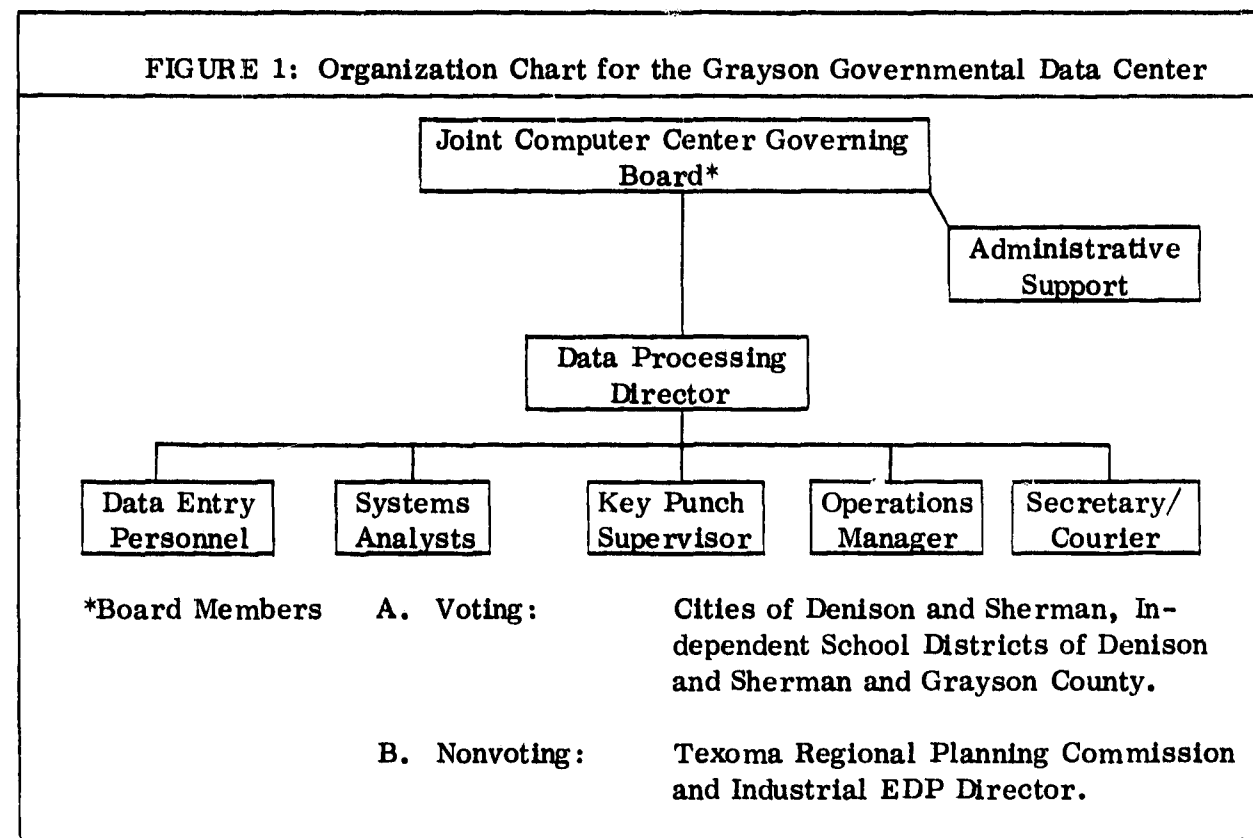 FIGURE 1: Organization Chart for the Grayson Governmental Data Center
Joint Computer Center Governing
Board*
Administrative
Support
Data Processing
Director
Data Entry
Personnel
Systems
Analysts
Key Punch
Supervisor
Operations
Manager
Secretary/
Courier
*Board Members A. Voting: Cities of Denison and Sherman, In-
dependent School Districts of Denison
and Sherman and Grayson County.
B. Nonvoting: Texoma Regional Planning Commission
and Industrial EDP Director.